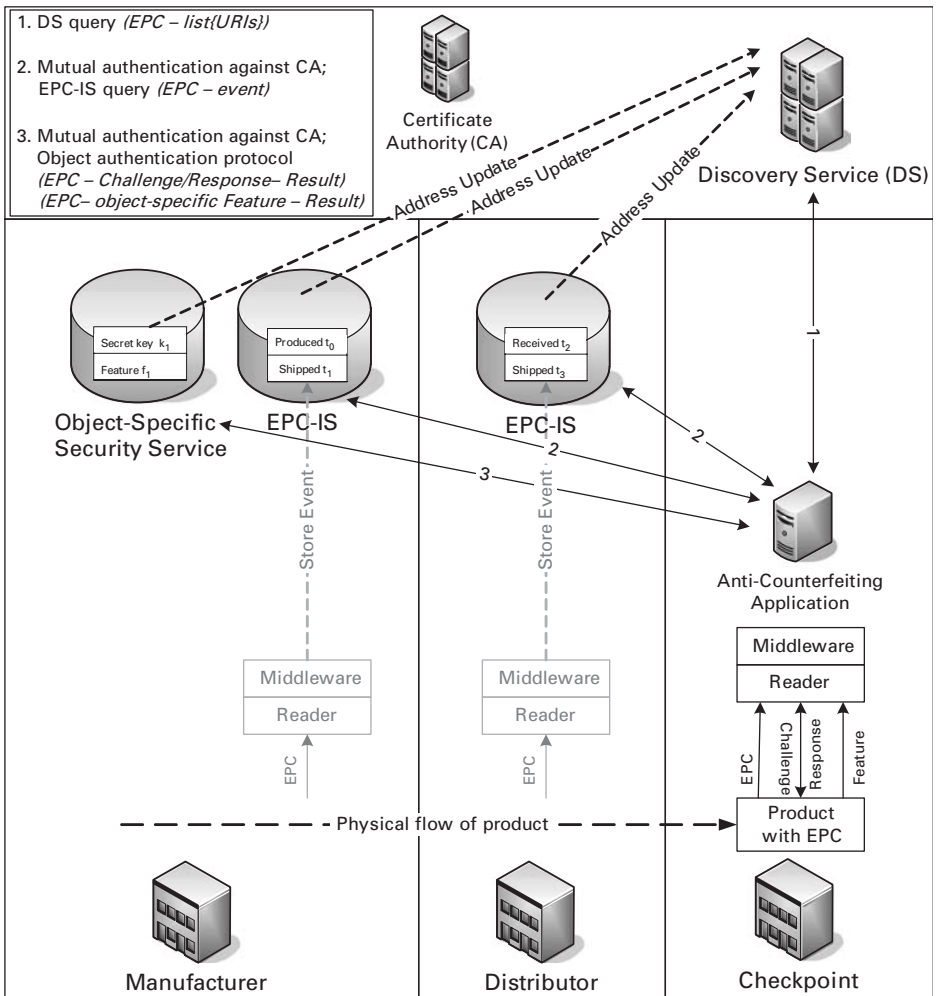 1. DS query (EPC – list{URIs})
2. Mutual authentication against CA;
EPC-IS query (EPC – event)
3. Mutual authentication against CA;
Object authentication protocol
(EPC – Challenge/Response– Result)
(EPC– object-specific Feature – Result)
Certificate
Authority (CA)
Discovery Service (DS)
Address Update
Address Update
Address Update
Secret key k₁
Feature f₁
Produced t₀
Shipped t₁
Received t₂
Shipped t₃
Object-Specific
Security Service
EPC-IS
EPC-IS
1
2
2
3
Store Event
Store Event
Anti-Counterfeiting
Application
Middleware
Reader
Middleware
Reader
Middleware
Reader
EPC
EPC
EPC
Challenge
Response
Feature
Physical flow of product
Product
with EPC
Manufacturer
Distributor
Checkpoint